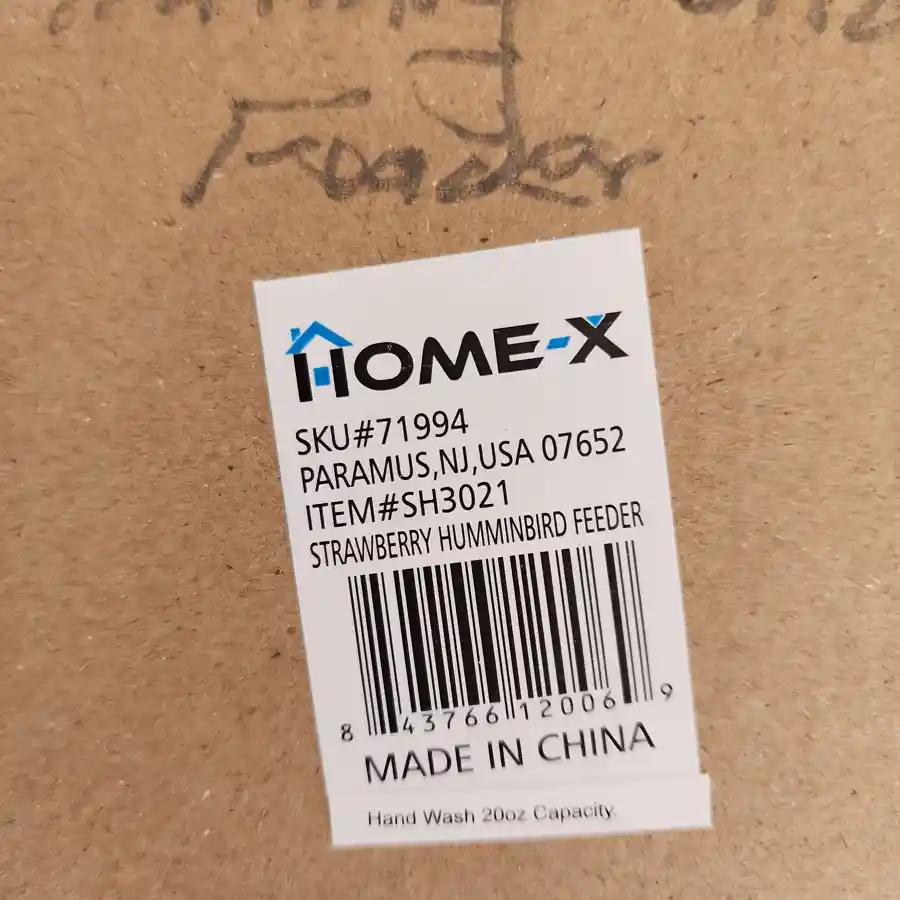 Feeder
HOME-X
SKU#71994
PARAMUS,NJ,USA 07652
ITEM#SH3021
STRAWBERRY HUMMINBIRD FEEDER
8 43766 12006 9
MADE IN CHINA
Hand Wash 20oz Capacity.